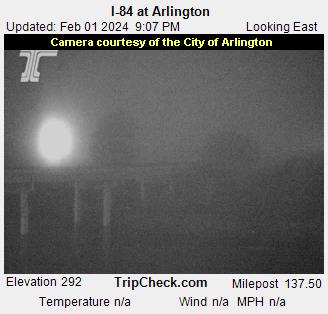 I-84 at Arlington
Updated: Feb 01 2024 9:07 PM Looking East
Camera courtesy of the City of Arlington
Elevation 292 TripCheck.com Milepost 137.50
Temperature n/a Wind n/a MPH n/a